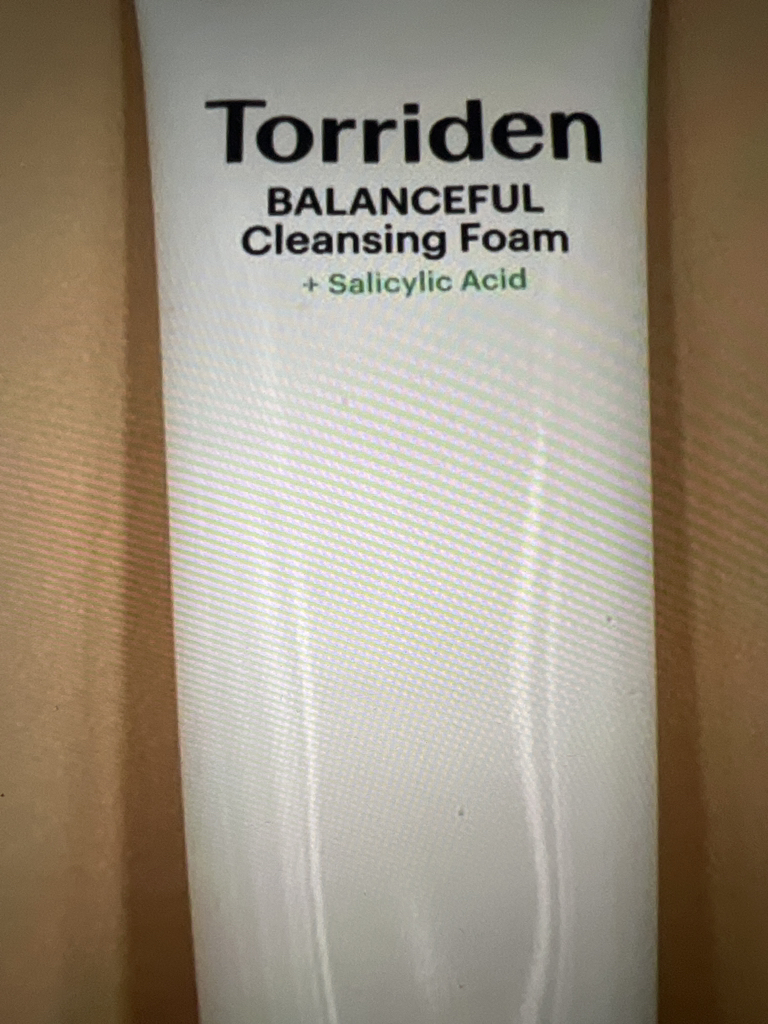 Torriden
BALANCEFUL
Cleansing Foam
+ Salicylic Acid